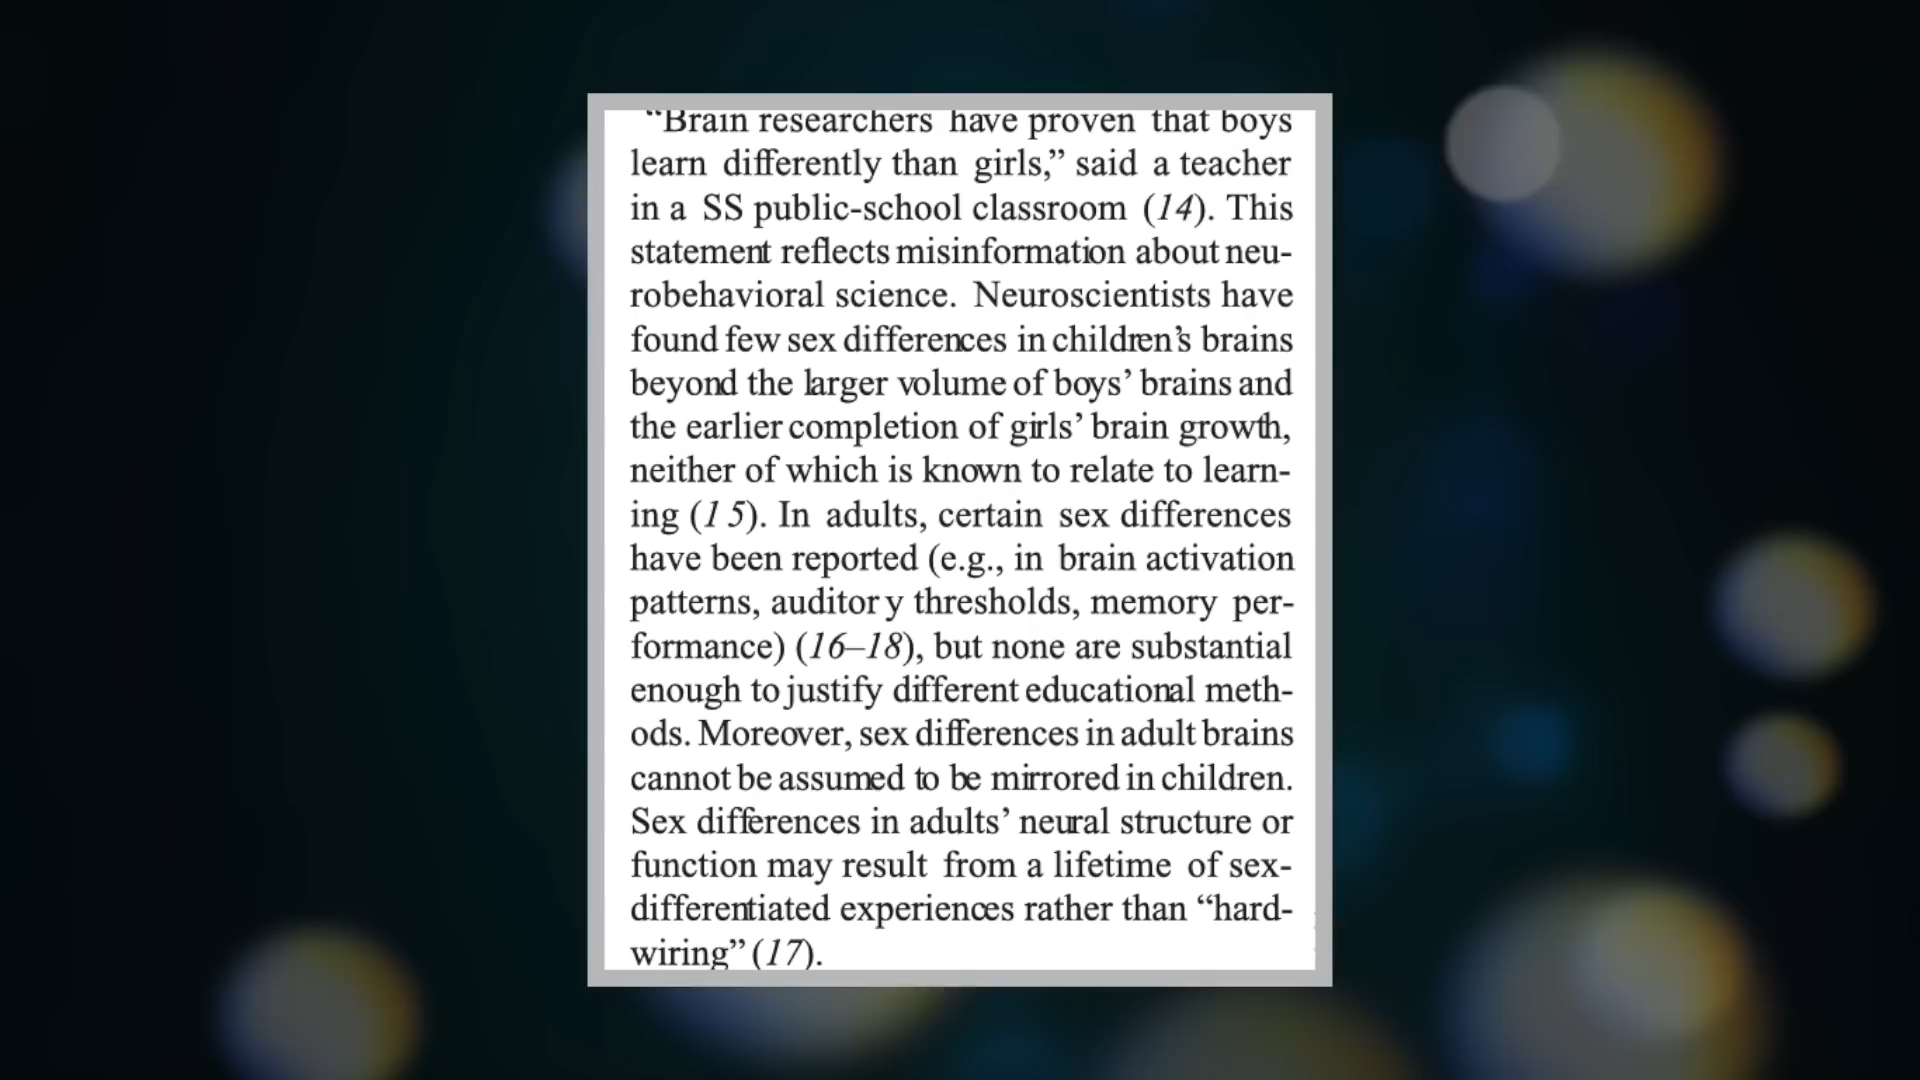 “Brain researchers have proven that boys
learn differently than girls,” said a teacher
in a SS public-school classroom (14). This
statement reflects misinformation about neu-
robehavioral science. Neuroscientists have
found few sex differences in children’s brains
beyond the larger volume of boys’ brains and
the earlier completion of girls’ brain growth,
neither of which is known to relate to learn-
ing (15). In adults, certain sex differences
have been reported (e.g., in brain activation
patterns, auditory thresholds, memory per-
formance) (16–18), but none are substantial
enough to justify different educational meth-
ods. Moreover, sex differences in adult brains
cannot be assumed to be mirrored in children.
Sex differences in adults’ neural structure or
function may result from a lifetime of sex-
differentiated experiences rather than “hard-
wiring” (17).